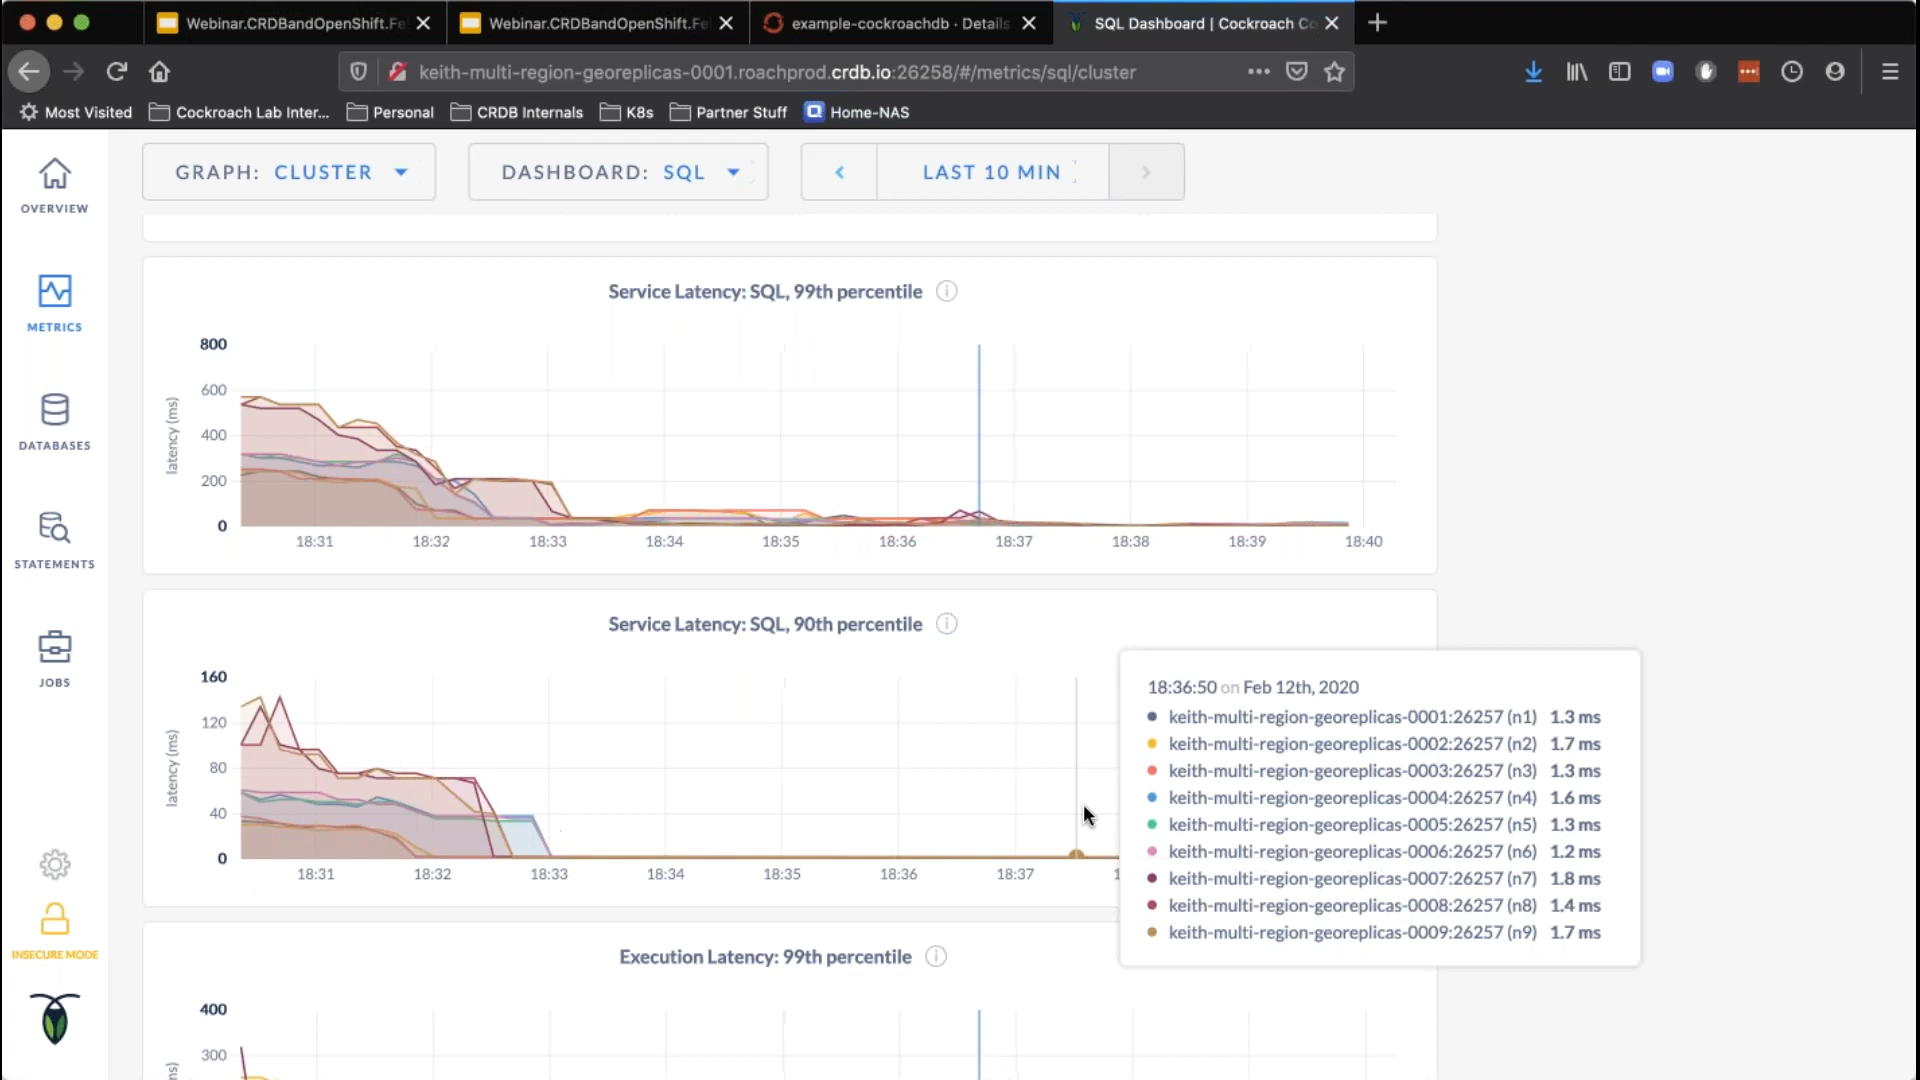 Webinar.CRDBandOpenShift.Fe
Webinar.CRDBandOpenShift.Fe
example-cockroachdb · Details
SQL Dashboard | Cockroach Co
keith-multi-region-georeplicas-0001.roachprod.crdb.io:26258/#/metrics/sql/cluster
Most Visited
Cockroach Lab Inter...
Personal
CRDB Internals
K8s
Partner Stuff
Home-NAS
OVERVIEW
METRICS
DATABASES
STATEMENTS
JOBS
INSECURE MODE
GRAPH: CLUSTER
DASHBOARD: SQL
LAST 10 MIN
Service Latency: SQL, 99th percentile
latency (ms)
800
600
400
200
0
18:31 18:32 18:33 18:34 18:35 18:36 18:37 18:38 18:39 18:40
Service Latency: SQL, 90th percentile
latency (ms)
160
120
80
40
0
18:31 18:32 18:33 18:34 18:35 18:36 18:37
18:36:50 on Feb 12th, 2020
keith-multi-region-georeplicas-0001:26257 (n1) 1.3 ms
keith-multi-region-georeplicas-0002:26257 (n2) 1.7 ms
keith-multi-region-georeplicas-0003:26257 (n3) 1.3 ms
keith-multi-region-georeplicas-0004:26257 (n4) 1.6 ms
keith-multi-region-georeplicas-0005:26257 (n5) 1.3 ms
keith-multi-region-georeplicas-0006:26257 (n6) 1.2 ms
keith-multi-region-georeplicas-0007:26257 (n7) 1.8 ms
keith-multi-region-georeplicas-0008:26257 (n8) 1.4 ms
keith-multi-region-georeplicas-0009:26257 (n9) 1.7 ms
Execution Latency: 99th percentile
400
300